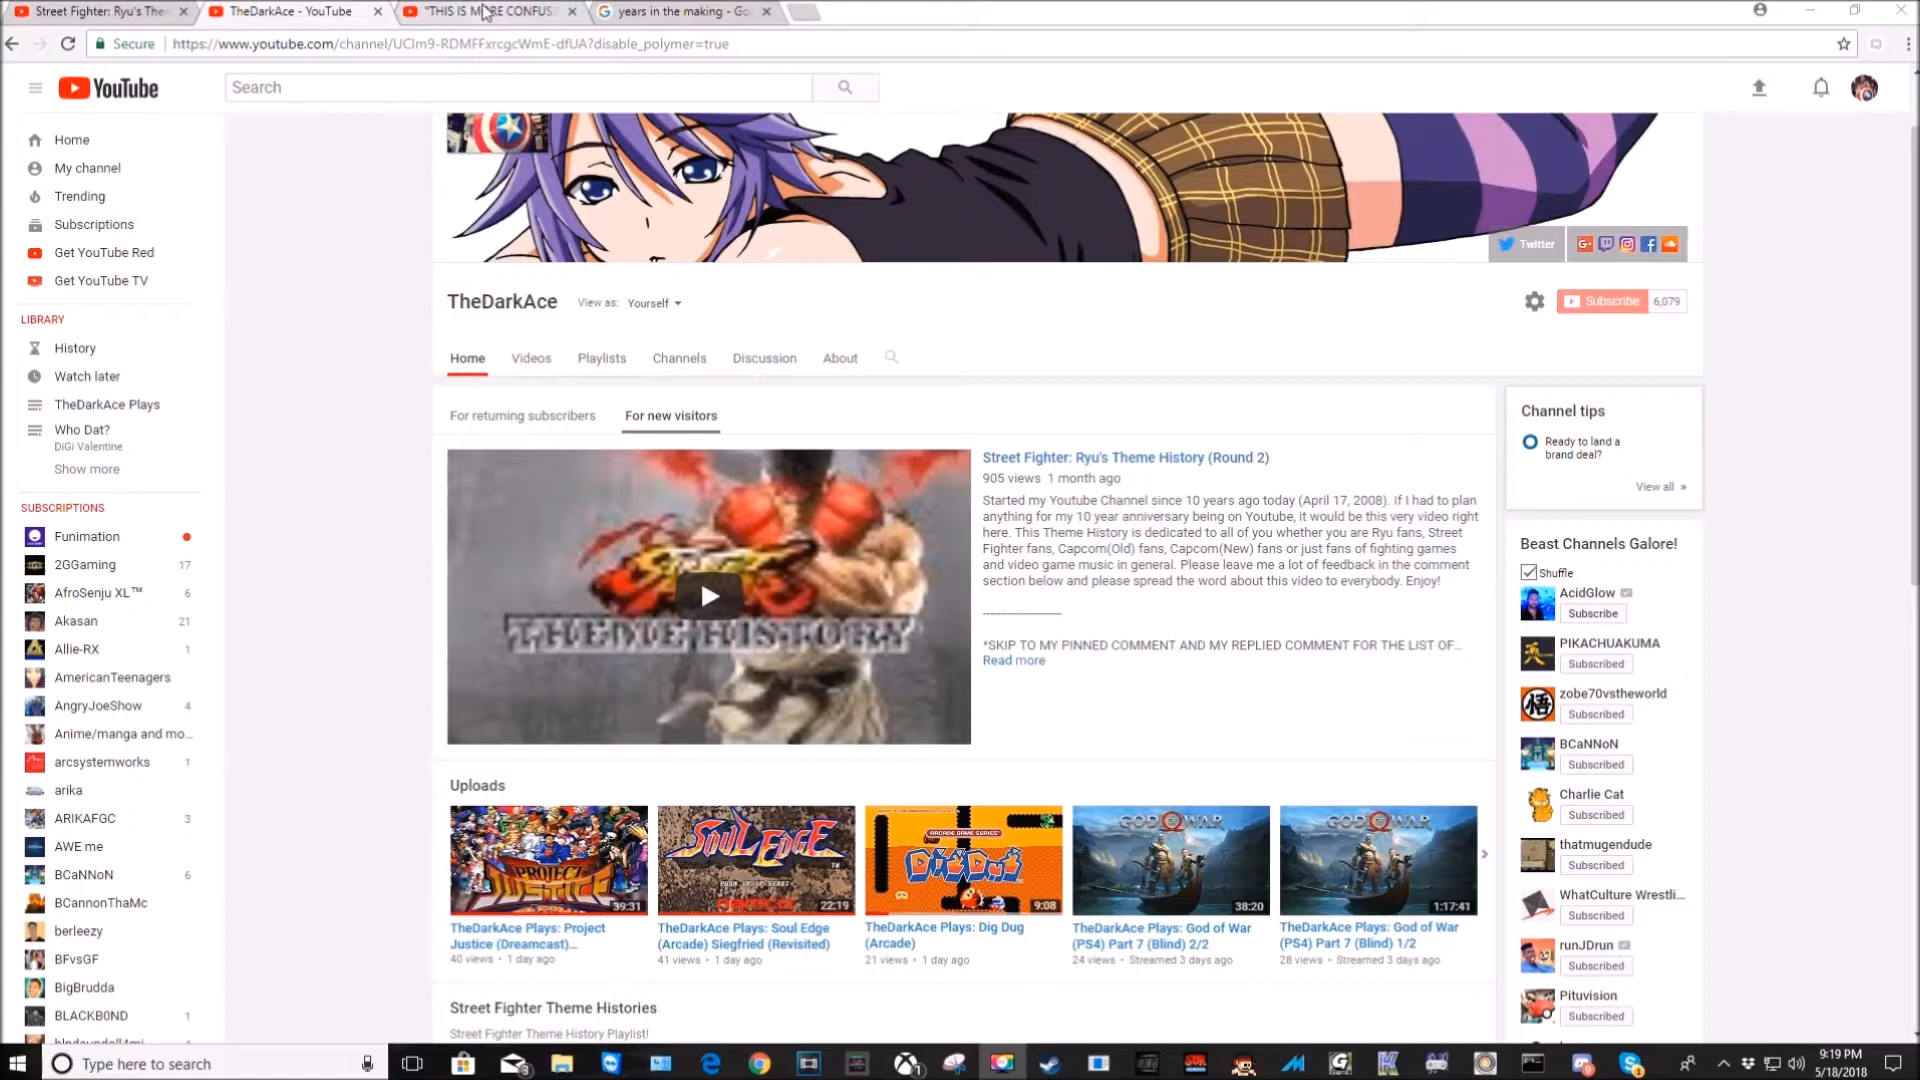 Street Fighter: Ryu's Them
TheDarkAce - YouTube
"THIS IS MORE CONFUS
years in the making - Go
Secure
https://www.youtube.com/channel/UCIm9-RDMFFxrcgcWmE-dfUA?disable_polymer=true
YouTube
Search
Home
My channel
Trending
Subscriptions
Get YouTube Red
Get YouTube TV
LIBRARY
History
Watch later
TheDarkAce Plays
Who Dat?
DiGi Valentine
Show more
SUBSCRIPTIONS
Funimation
2GGaming 17
AfroSenju XL™ 6
Akasan 21
Allie-RX 1
AmericanTeenagers
AngryJoeShow 4
Anime/manga and mo...
arcsystemworks 1
arika
ARIKAFGC 3
AWE me
BCaNNoN 6
BCannonThaMc
berleezy
BFvsGF
BigBrudda
BLACKB0ND 1
Twitter
TheDarkAce
View as: Yourself
Subscribe 6,079
Home Videos Playlists Channels Discussion About
For returning subscribers
For new visitors
THEME HISTORY
Street Fighter: Ryu's Theme History (Round 2)
905 views 1 month ago
Started my Youtube Channel since 10 years ago today (April 17, 2008). If I had to plan
anything for my 10 year anniversary being on Youtube, it would be this very video right
here. This Theme History is dedicated to all of you whether you are Ryu fans, Street
Fighter fans, Capcom(Old) fans, Capcom(New) fans or just fans of fighting games
and video game music in general. Please leave me a lot of feedback in the comment
section below and please spread the word about this video to everybody. Enjoy!
--------------------
*SKIP TO MY PINNED COMMENT AND MY REPLIED COMMENT FOR THE LIST OF...
Read more
Uploads
PROJECT
JUSTICE
39:31
TheDarkAce Plays: Project
Justice (Dreamcast)...
40 views • 1 day ago
SOUL EDGE
namco
22:19
TheDarkAce Plays: Soul Edge
(Arcade) Siegfried (Revisited)
41 views • 1 day ago
ARCADE GAME SERIES
DIG DUG
9:08
TheDarkAce Plays: Dig Dug
(Arcade)
21 views • 1 day ago
GOD OF WAR
38:20
TheDarkAce Plays: God of War
(PS4) Part 7 (Blind) 2/2
24 views • Streamed 3 days ago
GOD OF WAR
1:17:41
TheDarkAce Plays: God of War
(PS4) Part 7 (Blind) 1/2
28 views • Streamed 3 days ago
Street Fighter Theme Histories
Street Fighter Theme History Playlist!
Channel tips
Ready to land a
brand deal?
View all »
Beast Channels Galore!
Shuffle
AcidGlow
Subscribe
PIKACHUAKUMA
Subscribed
zobe70vstheworld
Subscribed
BCaNNoN
Subscribed
Charlie Cat
Subscribed
thatmugendude
Subscribed
WhatCulture Wrestli...
Subscribed
runJDrun
Subscribed
Pituvision
Subscribed
Type here to search
9:19 PM
5/18/2018